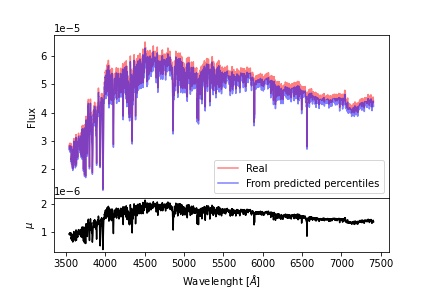 1e−5
6
5
4
3
2
Flux
Real
From predicted percentiles
1e−6
2
1
μ
3500 4000 4500 5000 5500 6000 6500 7000 7500
Wavelenght [Å]